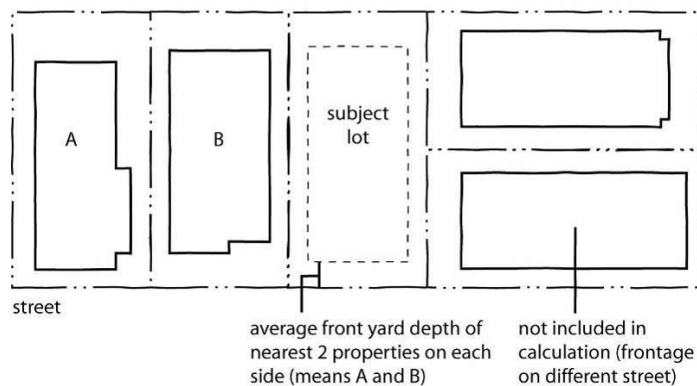 A
B
subject
lot
street
average front yard depth of
nearest 2 properties on each
side (means A and B)
not included in
calculation (frontage
on different street)